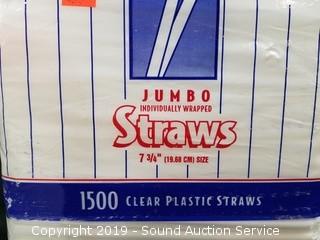 JUMBO
INDIVIDUALLY WRAPPED
Straws
7 3/4" (19.68 CM) SIZE
1500 CLEAR PLASTIC STRAWS
Copyright 2019 - Sound Auction Service